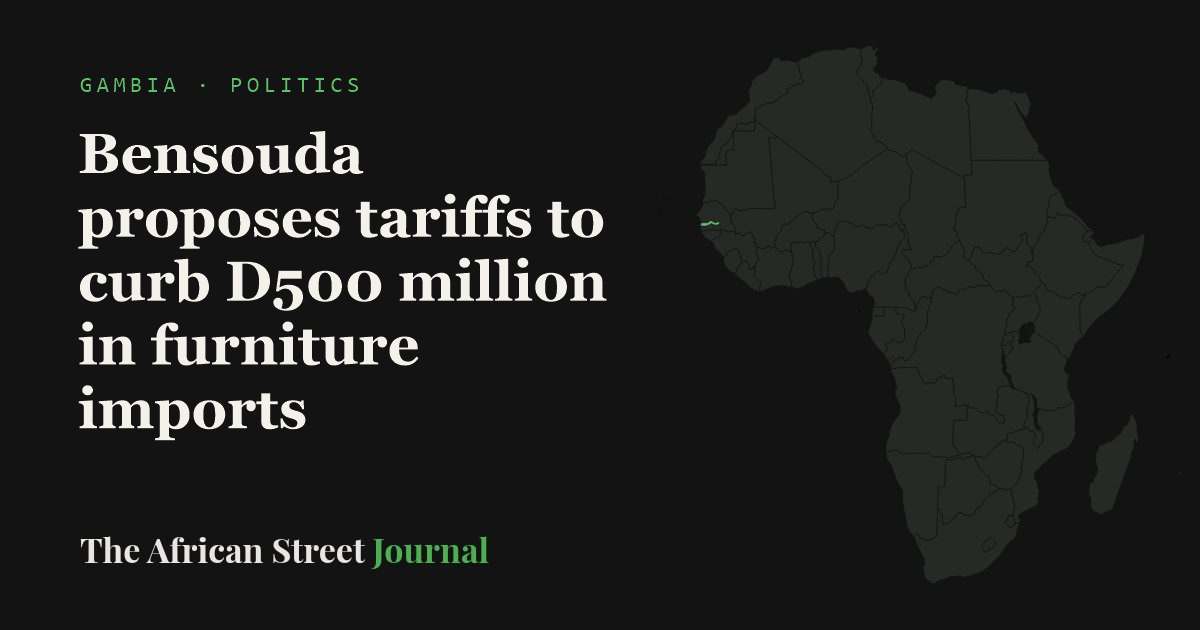 GAMBIA · POLITICS
Bensouda
proposes tariffs to
curb D500 million
in furniture
imports
The African Street Journal